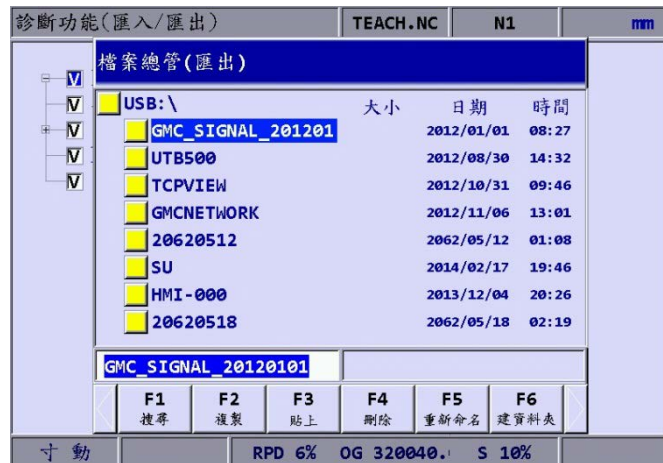 診斷功能(匯入/匯出) TEACH.NC N1 mm
檔案總管(匯出)
USB:\ 大小 日期 時間
GMC_SIGNAL_201201 2012/01/01 08:27
UTB500 2012/08/30 14:32
TCPVIEW 2012/10/31 09:46
GMCNETWORK 2012/11/06 13:01
20620512 2062/05/12 01:08
SU 2014/02/17 19:46
HMI-000 2013/12/04 20:26
20620518 2062/05/18 02:19
GMC_SIGNAL_20120101
F1 F2 F3 F4 F5 F6
搜尋 複製 貼上 刪除 重新命名 建資料夾
寸動 RPD 6% OG 320040. S 10%